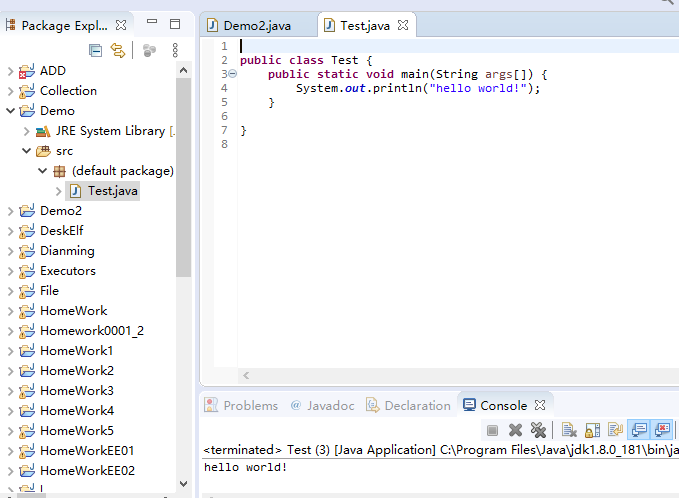 Package Expl...
ADD
Collection
Demo
JRE System Library [.
src
(default package)
Test.java
Demo2
DeskElf
Dianming
Executors
File
HomeWork
Homework0001_2
HomeWork1
HomeWork2
HomeWork3
HomeWork4
HomeWork5
HomeWorkEE01
HomeWorkEE02
Demo2.java
Test.java
1
2 public class Test {
3 public static void main(String args[]) {
4 System.out.println("hello world!");
5 }
6
7 }
8
Problems @ Javadoc Declaration Console
<terminated> Test (3) [Java Application] C:\Program Files\Java\jdk1.8.0_181\bin\ja
hello world!